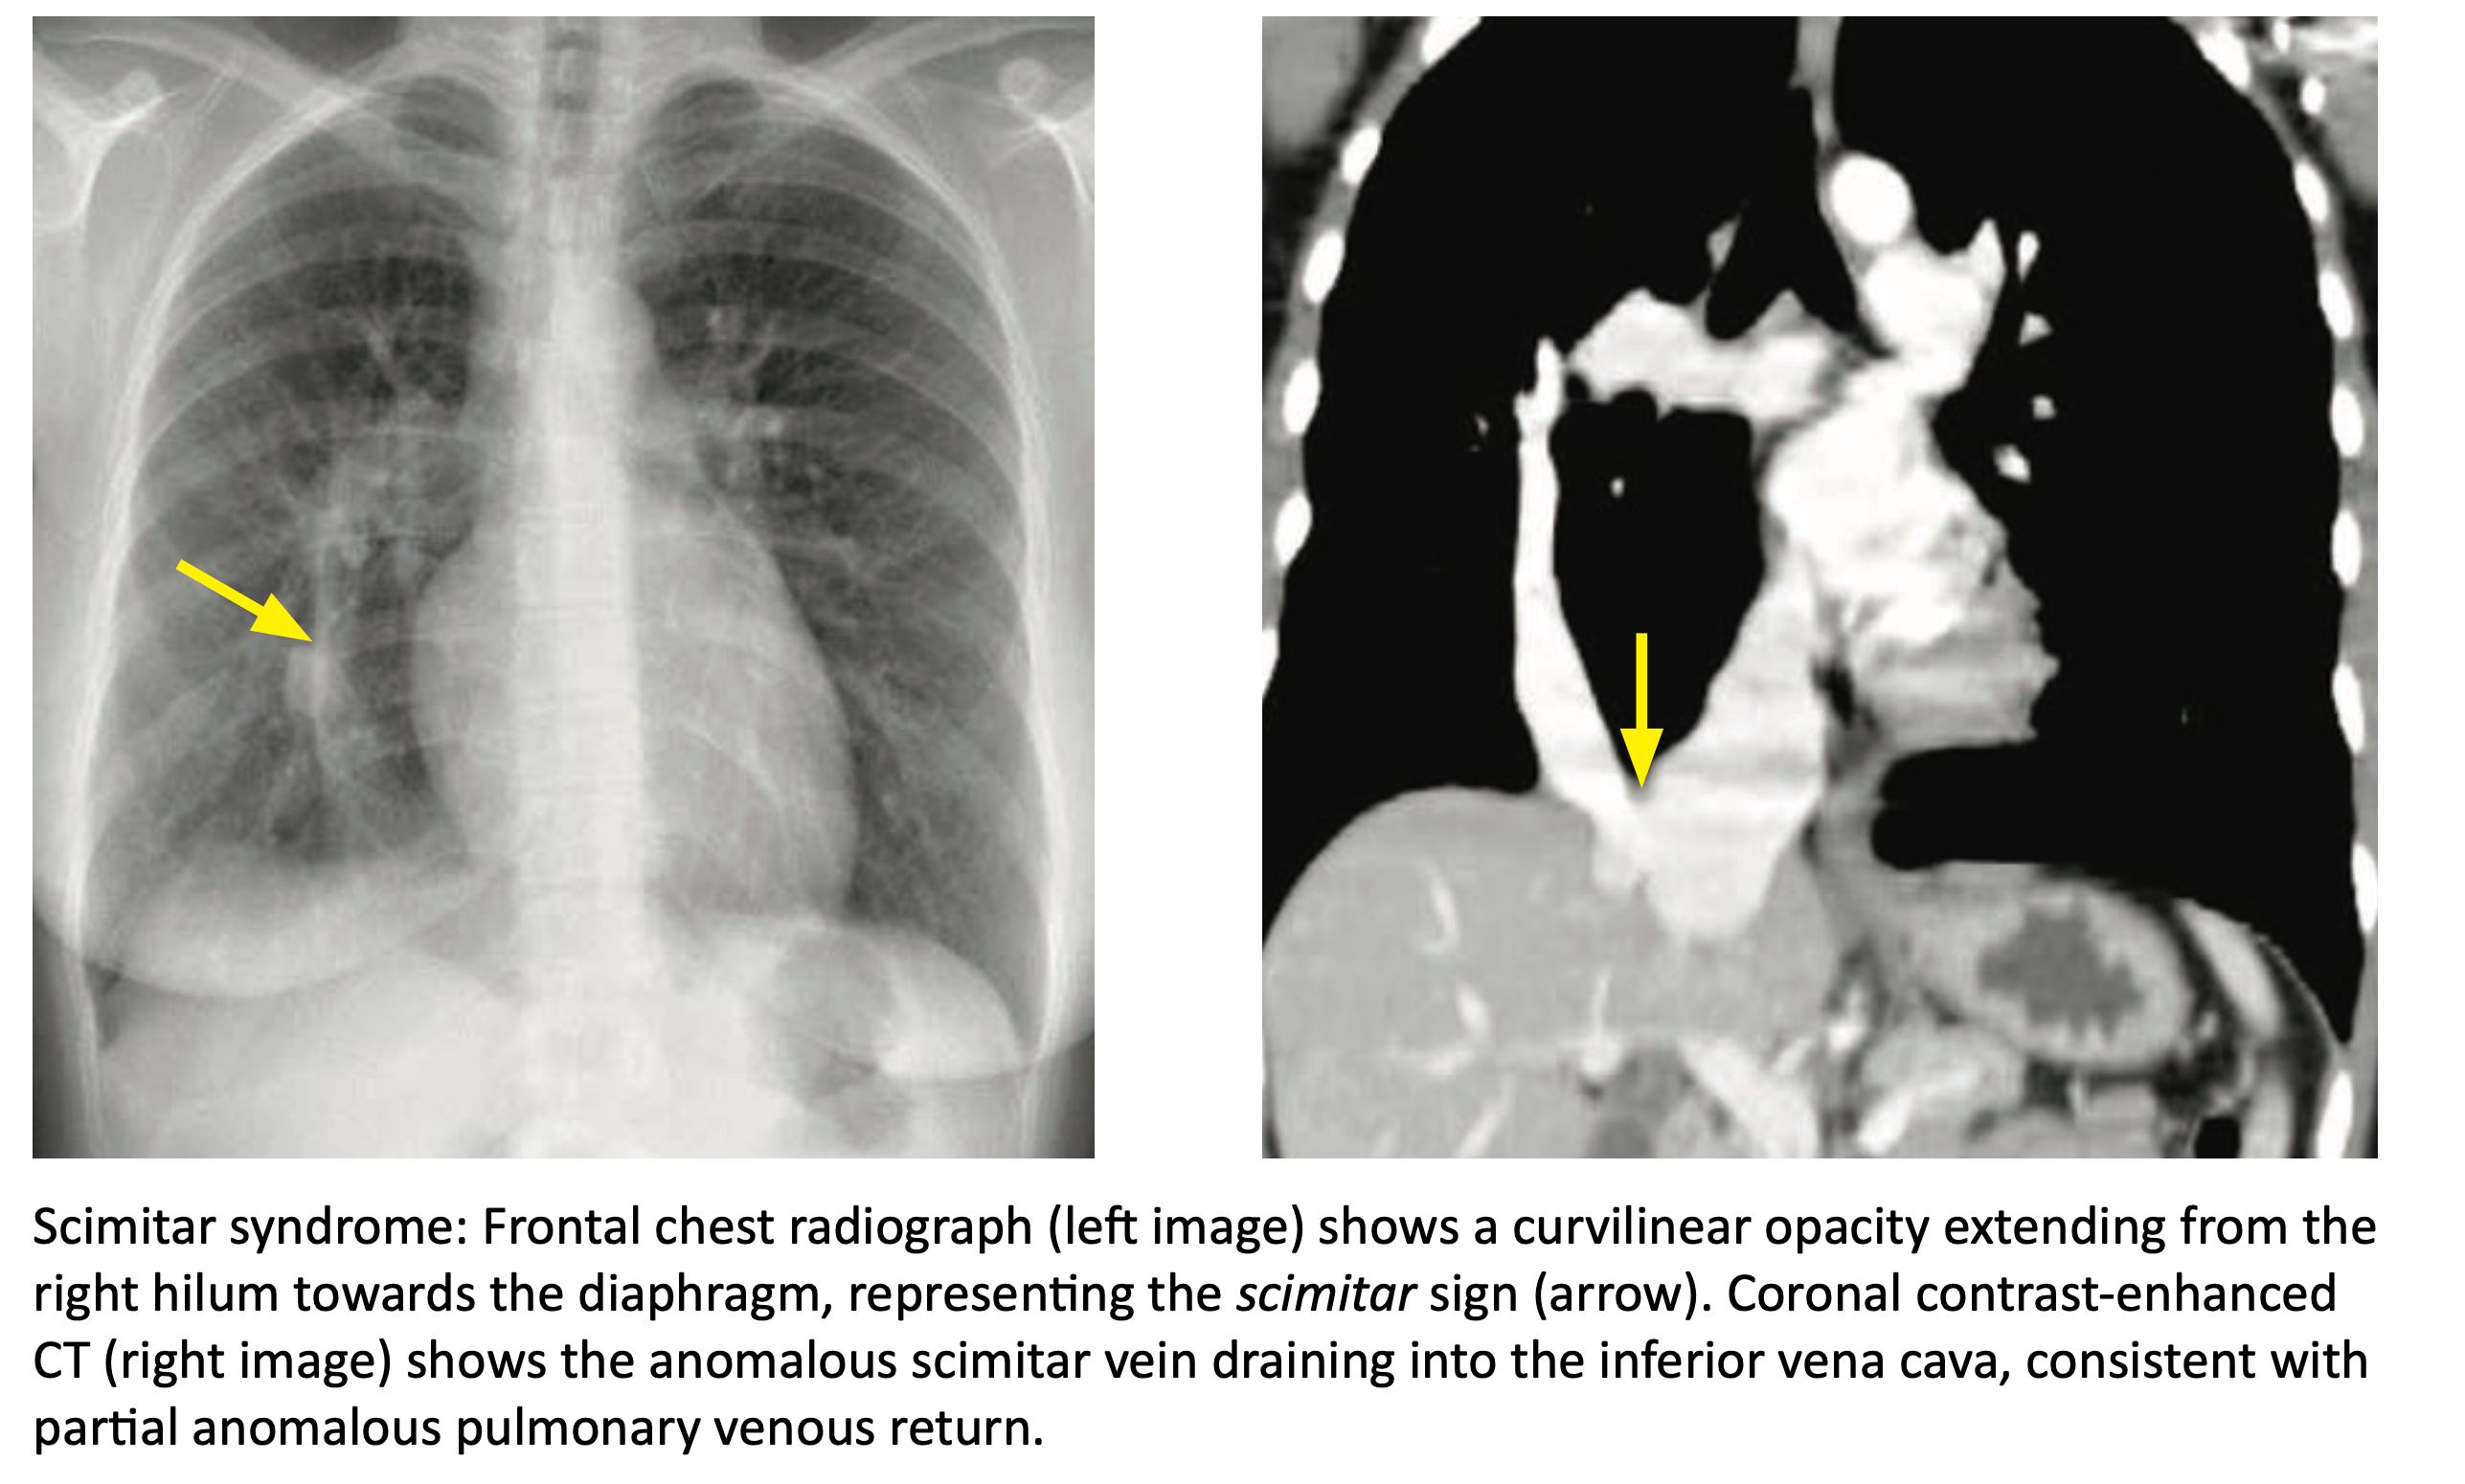 Scimitar syndrome: Frontal chest radiograph (left image) shows a curvilinear opacity extending from the
right hilum towards the diaphragm, representing the scimitar sign (arrow). Coronal contrast-enhanced
CT (right image) shows the anomalous scimitar vein draining into the inferior vena cava, consistent with
partial anomalous pulmonary venous return.